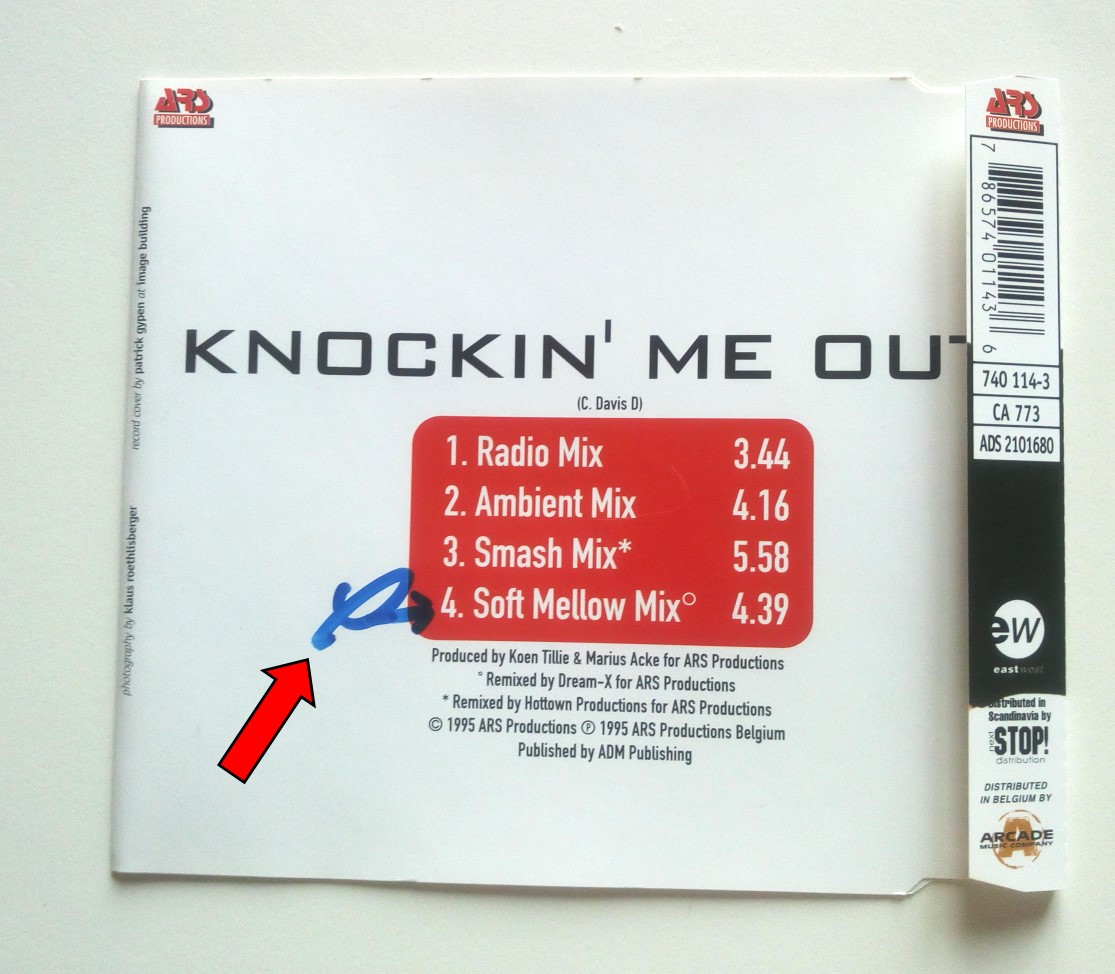 ARS
PRODUCTIONS
record cover by patrick gypen at image building
photography by klaus roethlisberger
KNOCKIN' ME OUT
(C. Davis D)
1. Radio Mix 3.44
2. Ambient Mix 4.16
3. Smash Mix* 5.58
4. Soft Mellow Mix° 4.39
Produced by Koen Tillie & Marius Acke for ARS Productions
° Remixed by Dream-X for ARS Productions
* Remixed by Hottown Productions for ARS Productions
© 1995 ARS Productions ℗ 1995 ARS Productions Belgium
Published by ADM Publishing
ARS
PRODUCTIONS
7 86574 01143 6
740 114-3
CA 773
ADS 2101680
ew
eastwest
Distributed in
Scandinavia by
next
STOP!
distribution
DISTRIBUTED
IN BELGIUM BY
A
ARCADE
MUSIC COMPANY